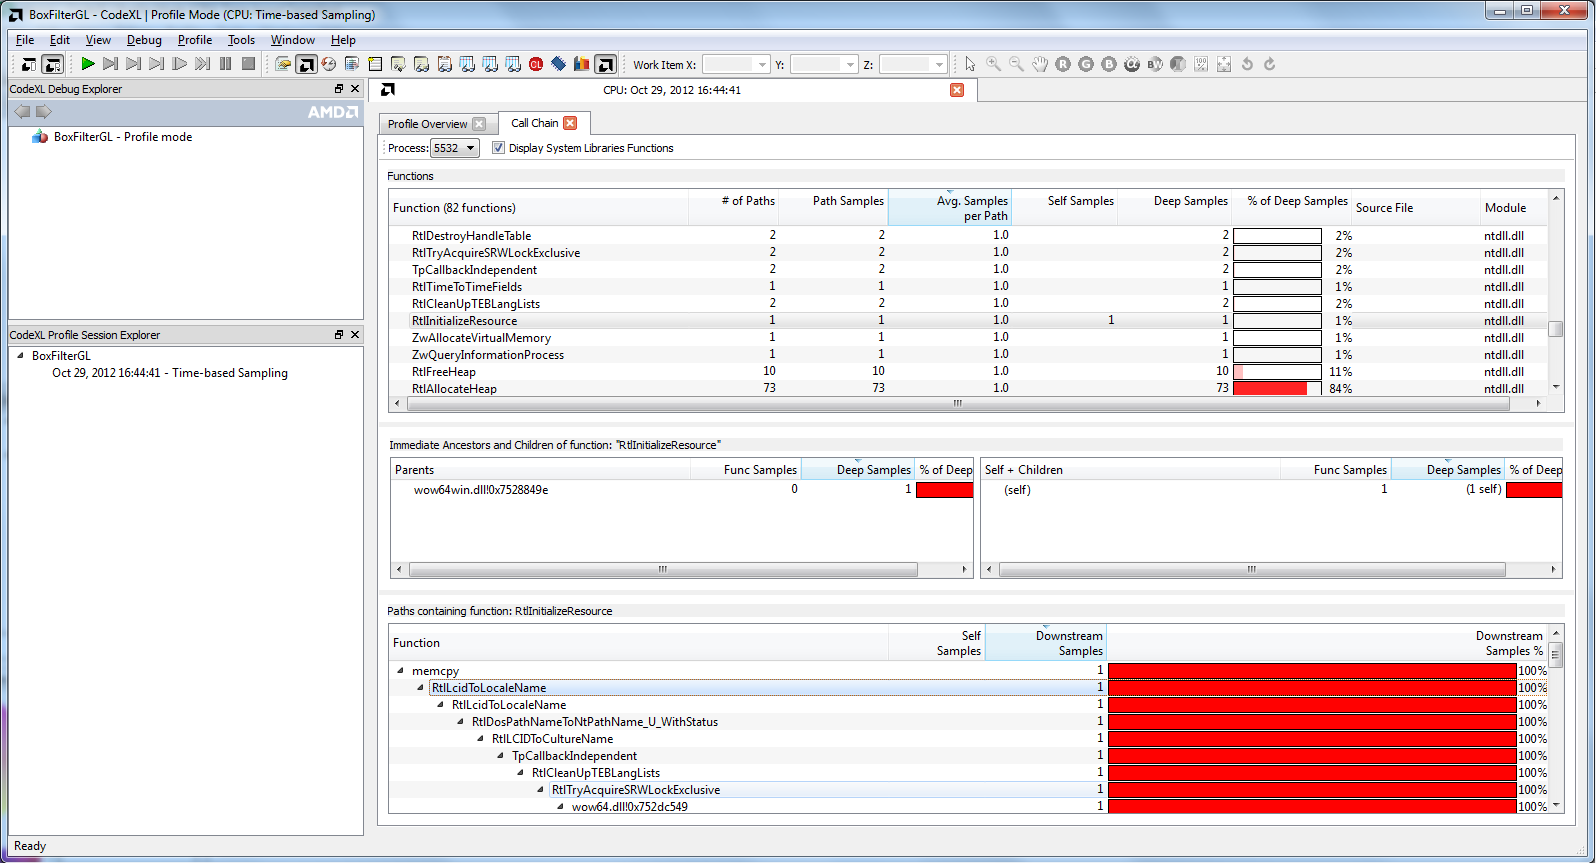 BoxFilterGL - CodeXL | Profile Mode (CPU: Time-based Sampling)
File Edit View Debug Profile Tools Window Help
Work Item X: Y: Z:
CodeXL Debug Explorer
AMD
BoxFilterGL - Profile mode
CodeXL Profile Session Explorer
BoxFilterGL
Oct 29, 2012 16:44:41 - Time-based Sampling
CPU: Oct 29, 2012 16:44:41
Profile Overview Call Chain
Process: 5532 Display System Libraries Functions
Functions
Function (82 functions) # of Paths Path Samples Avg. Samples per Path Self Samples Deep Samples % of Deep Samples Source File Module
RtlDestroyHandleTable 2 2 1.0 2 2% ntdll.dll
RtlTryAcquireSRWLockExclusive 2 2 1.0 2 2% ntdll.dll
TpCallbackIndependent 2 2 1.0 2 2% ntdll.dll
RtlTimeToTimeFields 1 1 1.0 1 1% ntdll.dll
RtlCleanUpTEBLangLists 2 2 1.0 2 2% ntdll.dll
RtlInitializeResource 1 1 1.0 1 1 1% ntdll.dll
ZwAllocateVirtualMemory 1 1 1.0 1 1% ntdll.dll
ZwQueryInformationProcess 1 1 1.0 1 1% ntdll.dll
RtlFreeHeap 10 10 1.0 10 11% ntdll.dll
RtlAllocateHeap 73 73 1.0 73 84% ntdll.dll
Immediate Ancestors and Children of function: "RtlInitializeResource"
Parents Func Samples Deep Samples % of Deep
wow64win.dll!0x7528849e 0 1
Self + Children Func Samples Deep Samples % of Deep
(self) 1 (1 self)
Paths containing function: RtlInitializeResource
Function Self Samples Downstream Samples Downstream Samples %
memcpy 1 100%
RtlLcidToLocaleName 1 100%
RtlLcidToLocaleName 1 100%
RtlDosPathNameToNtPathName_U_WithStatus 1 100%
RtlLCIDToCultureName 1 100%
TpCallbackIndependent 1 100%
RtlCleanUpTEBLangLists 1 100%
RtlTryAcquireSRWLockExclusive 1 100%
wow64.dll!0x752dc549 1 100%
Ready